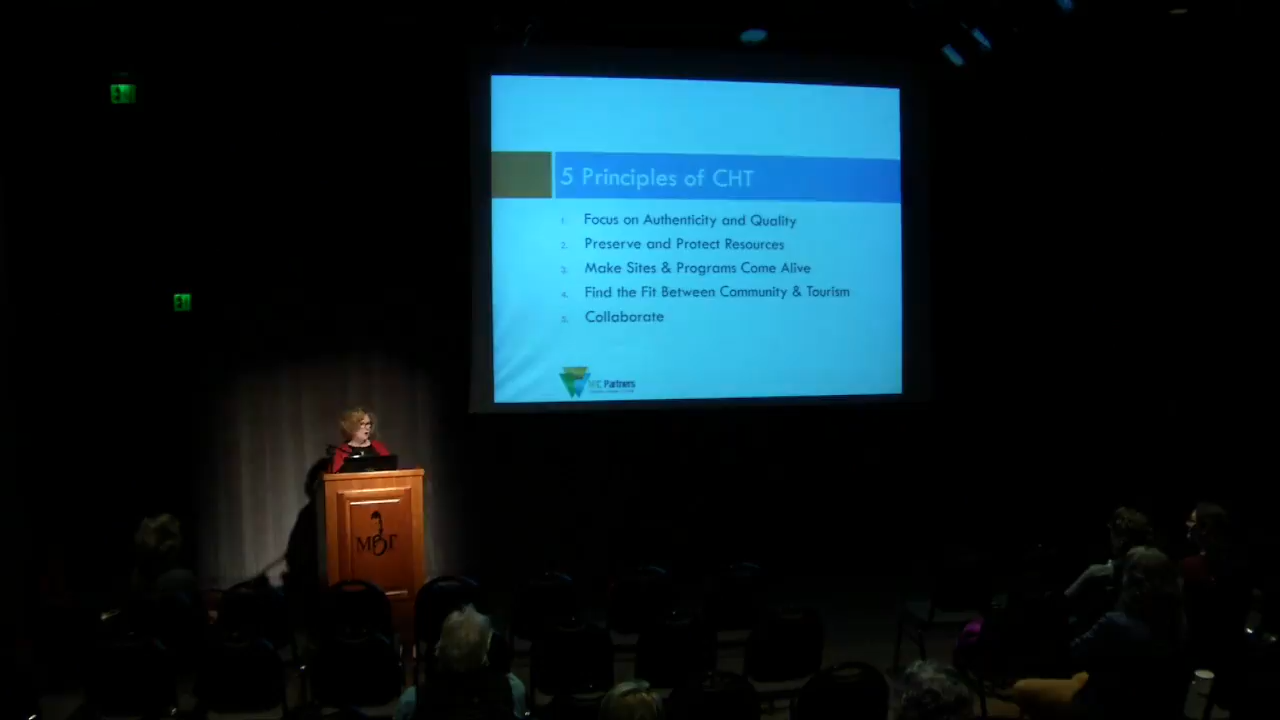 5 Principles of CHT
1. Focus on Authenticity and Quality
2. Preserve and Protect Resources
3. Make Sites & Programs Come Alive
4. Find the Fit Between Community & Tourism
5. Collaborate
Partners